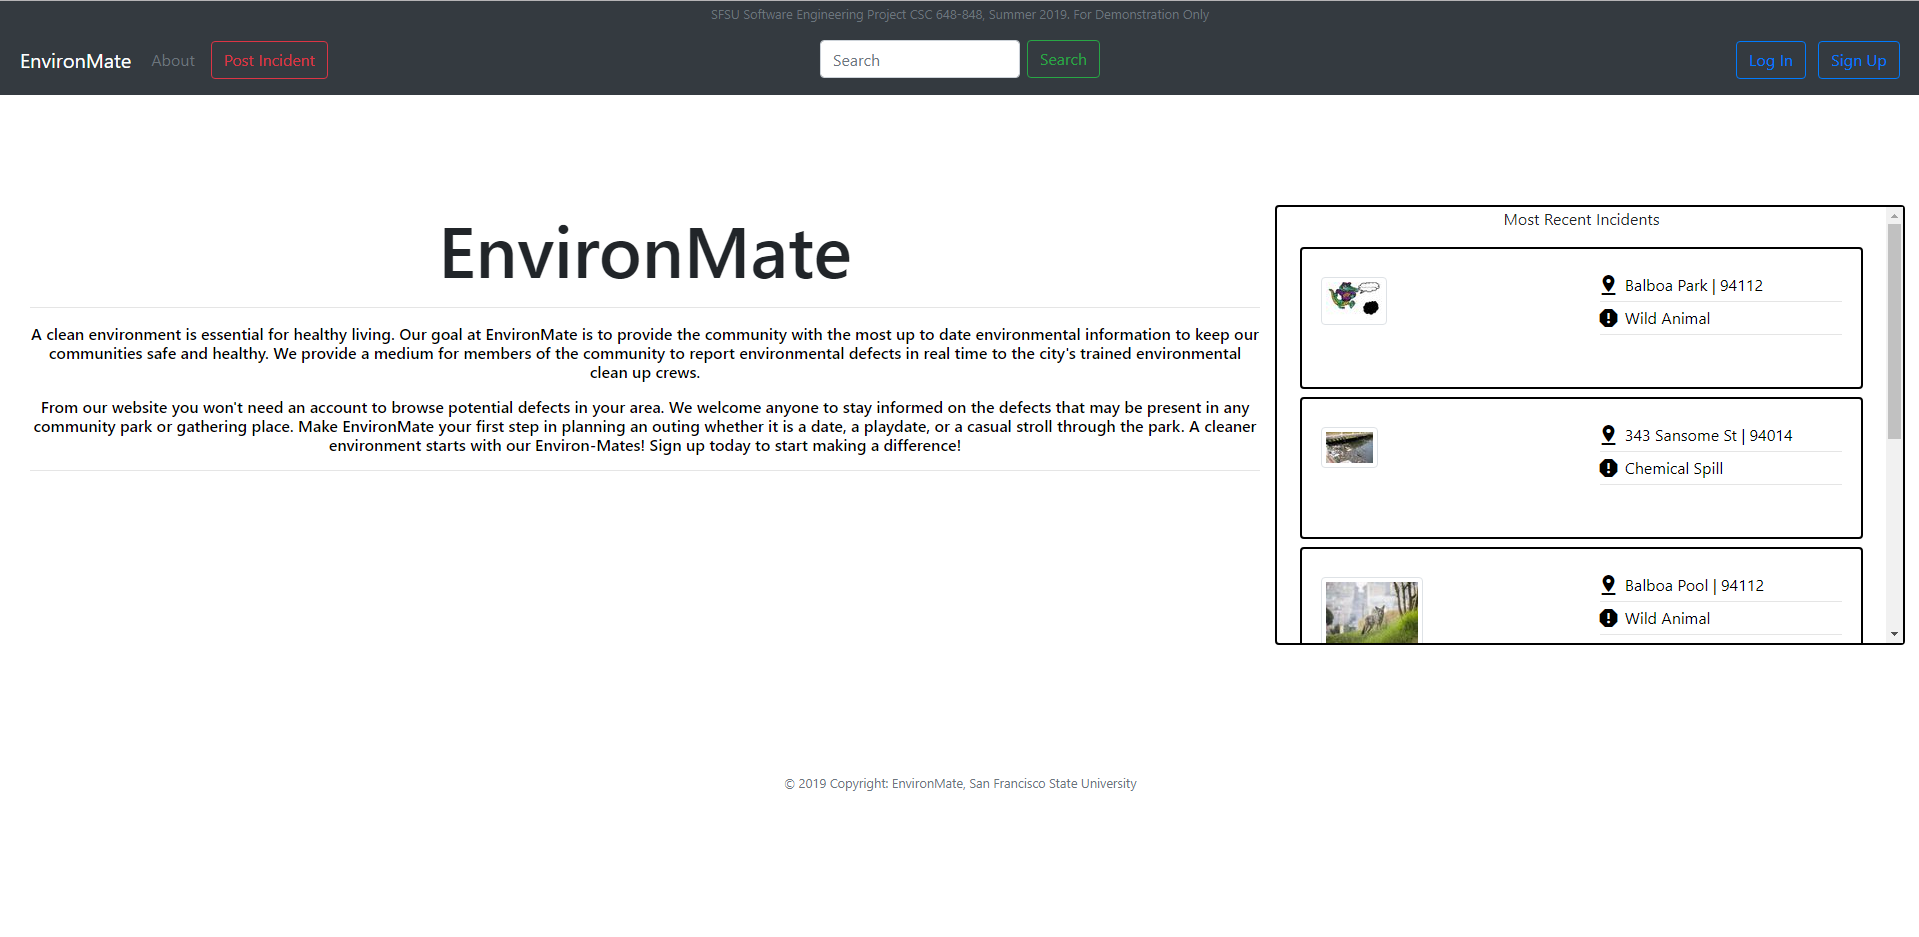 SFSU Software Engineering Project CSC 648-848, Summer 2019. For Demonstration Only
EnvironMate About Post Incident Search Search Log In Sign Up
EnvironMate
A clean environment is essential for healthy living. Our goal at EnvironMate is to provide the community with the most up to date environmental information to keep our
communities safe and healthy. We provide a medium for members of the community to report environmental defects in real time to the city's trained environmental
clean up crews.
From our website you won't need an account to browse potential defects in your area. We welcome anyone to stay informed on the defects that may be present in any
community park or gathering place. Make EnvironMate your first step in planning an outing whether it is a date, a playdate, or a casual stroll through the park. A cleaner
environment starts with our Environ-Mates! Sign up today to start making a difference!
Most Recent Incidents
Balboa Park | 94112
Wild Animal
343 Sansome St | 94014
Chemical Spill
Balboa Pool | 94112
Wild Animal
© 2019 Copyright: EnvironMate, San Francisco State University